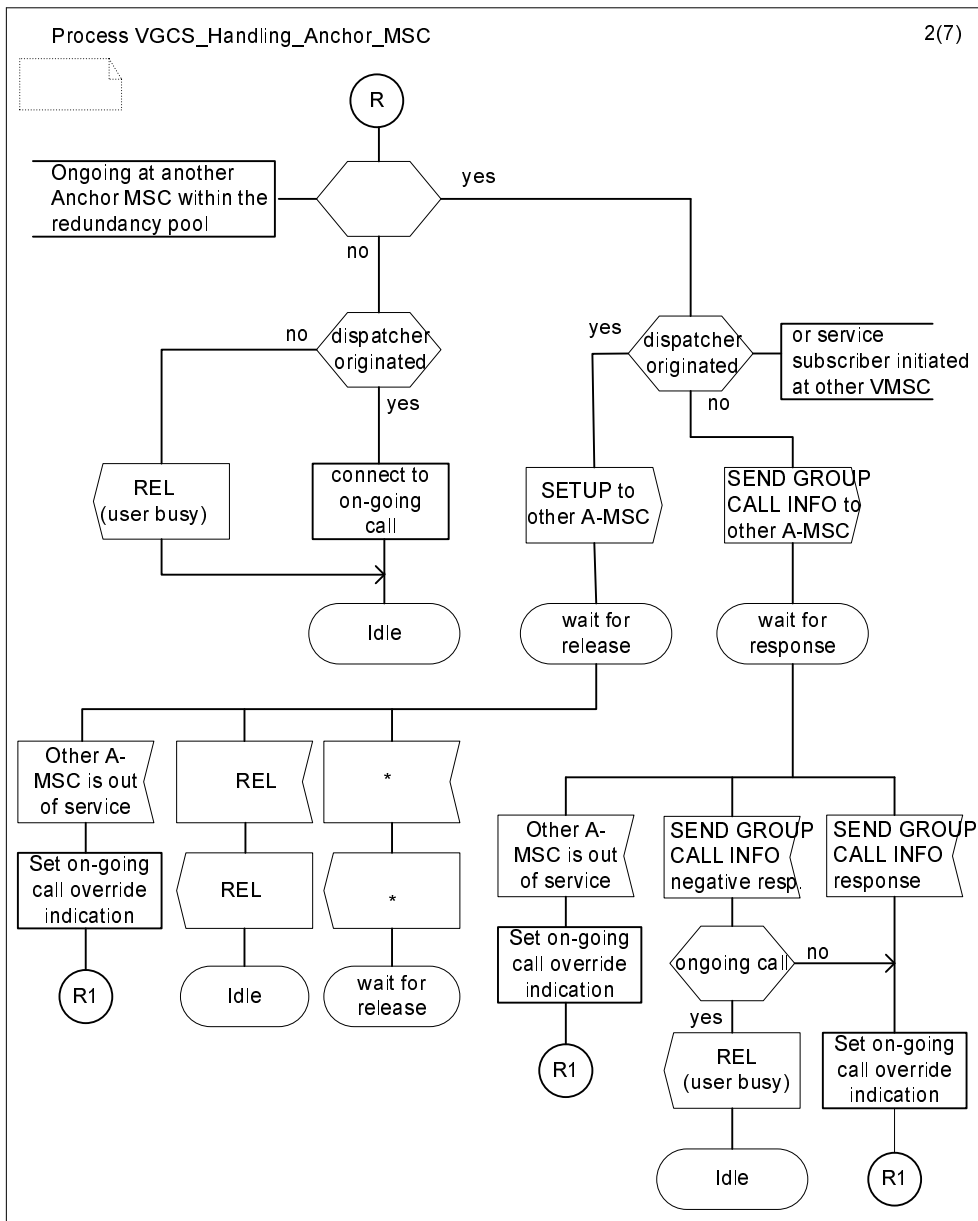 Process VGCS_Handling_Anchor_MSC
2(7)
R
Ongoing at another
Anchor MSC within the
redundancy pool
yes
no
no
dispatcher
originated
yes
yes
dispatcher
originated
no
or service
subscriber initiated
at other VMSC
REL
(user busy)
connect to
on-going
call
SETUP to
other A-MSC
SEND GROUP
CALL INFO to
other A-MSC
Idle
wait for
release
wait for
response
Other A-
MSC is out
of service
REL
*
Set on-going
call override
indication
REL
*
R1
Idle
wait for
release
Other A-
MSC is out
of service
SEND GROUP
CALL INFO
negative resp.
SEND GROUP
CALL INFO
response
Set on-going
call override
indication
ongoing call
no
yes
R1
REL
(user busy)
Set on-going
call override
indication
Idle
R1